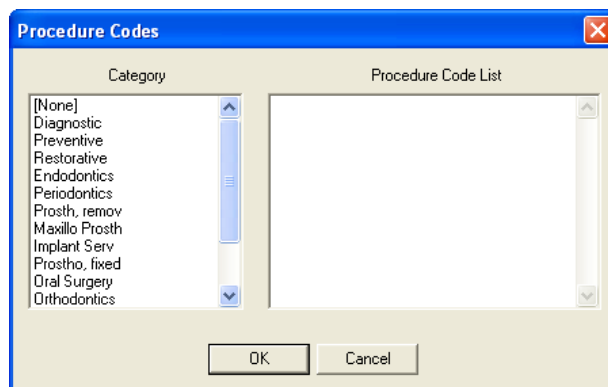 Procedure Codes
Category
Procedure Code List
[None]
Diagnostic
Preventive
Restorative
Endodontics
Periodontics
Prosth, remov
Maxillo Prosth
Implant Serv
Prostho, fixed
Oral Surgery
Orthodontics
OK
Cancel